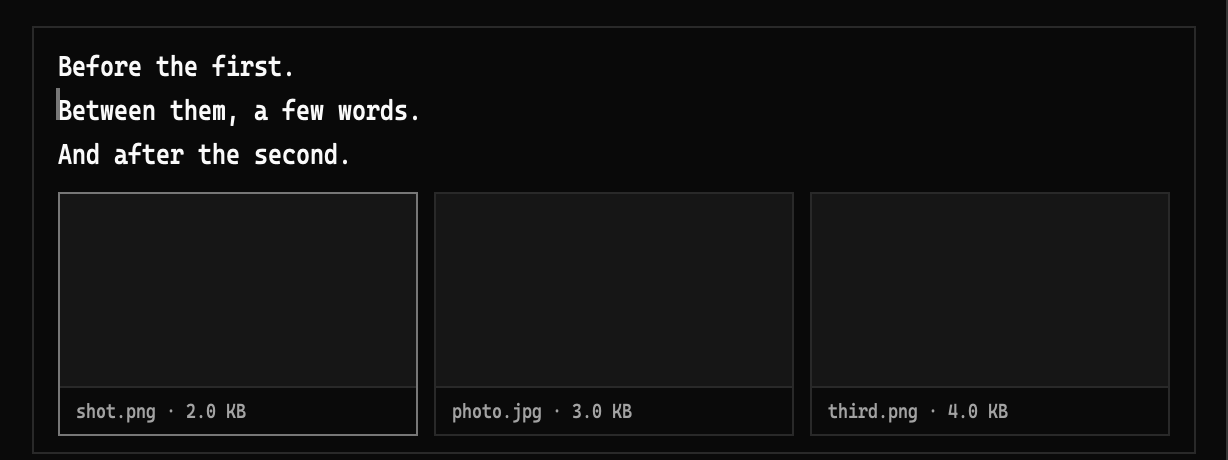 Before the first.
Between them, a few words.
And after the second.
shot.png · 2.0 KB
photo.jpg · 3.0 KB
third.png · 4.0 KB